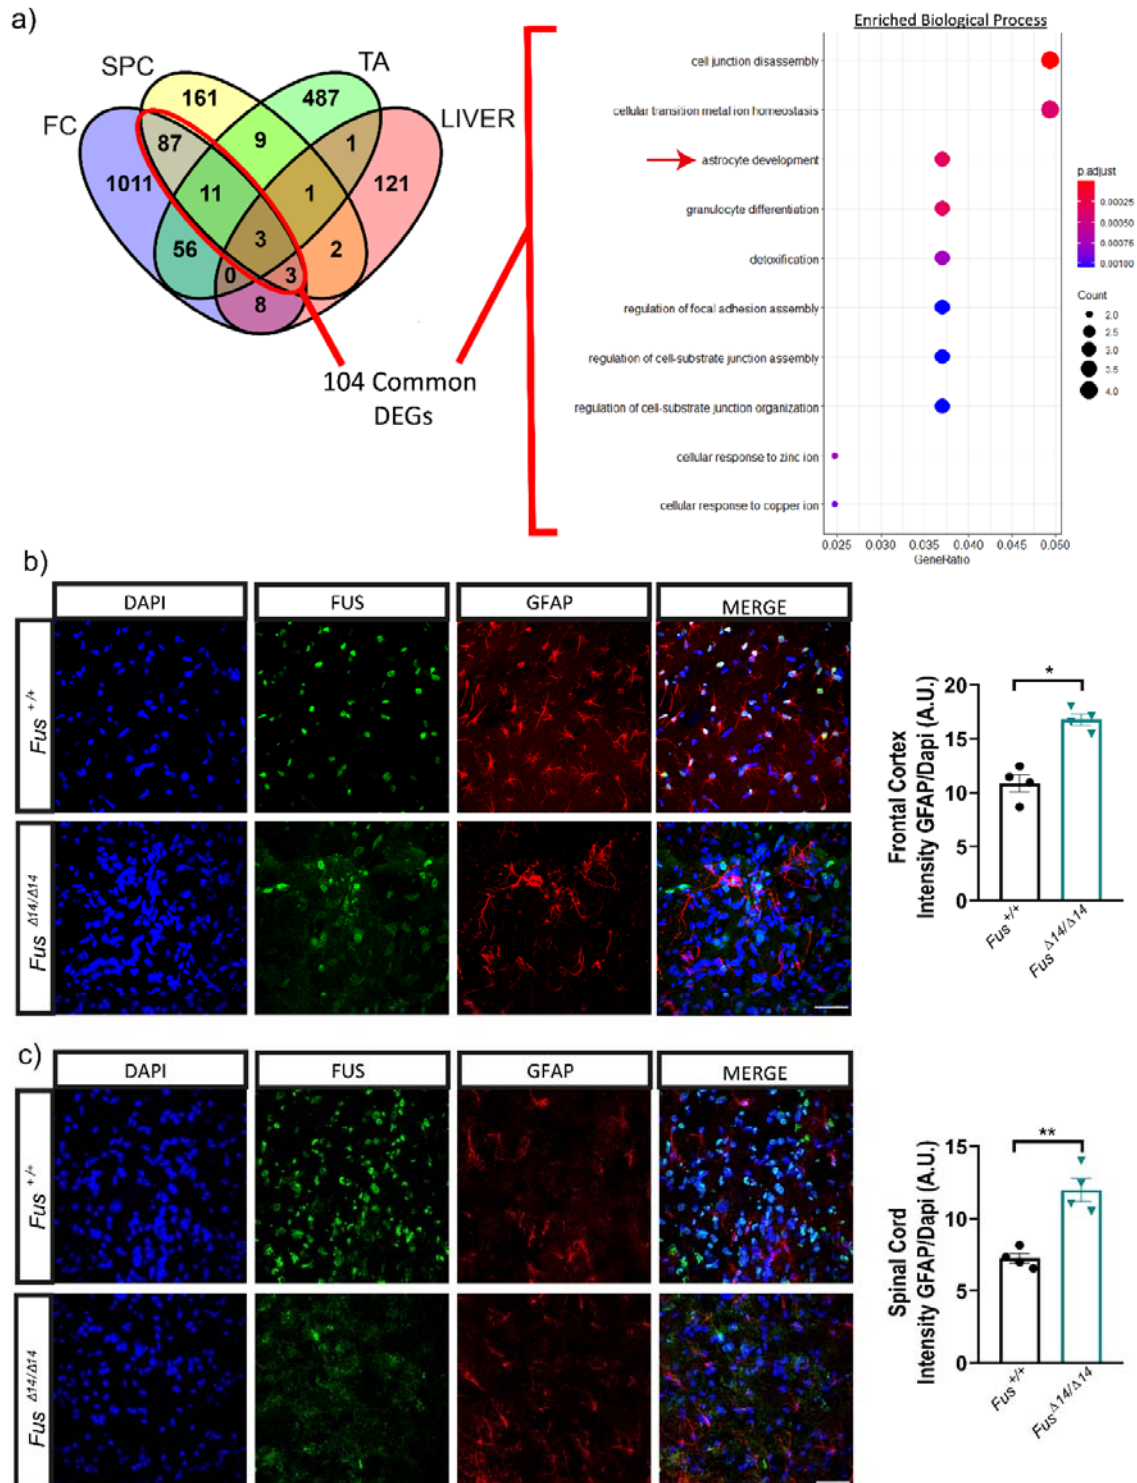 a)
Enriched Biological Process
SPC
TA
FC
LIVER
161
487
87
9
1
1011
11
1
121
56
3
2
0
3
8
104 Common
DEGs
cell junction disassembly
cellular transition metal ion homeostasis
astrocyte development
granulocyte differentiation
detoxification
regulation of focal adhesion assembly
regulation of cell-substrate junction assembly
regulation of cell-substrate junction organization
cellular response to zinc ion
cellular response to copper ion
0.025 0.030 0.035 0.040 0.045 0.050
GeneRatio
p.adjust
0.00025
0.00050
0.00075
0.00100
Count
2.0
2.5
3.0
3.5
4.0
b)
DAPI FUS GFAP MERGE
Fus +/+
Fus Δ14/Δ14
Frontal Cortex
Intensity GFAP/Dapi (A.U.)
20
15
10
5
0
*
Fus+/+
FusΔ14/Δ14
c)
DAPI FUS GFAP MERGE
Fus +/+
Fus Δ14/Δ14
Spinal Cord
Intensity GFAP/Dapi (A.U.)
15
10
5
0
**
Fus+/+
FusΔ14/Δ14